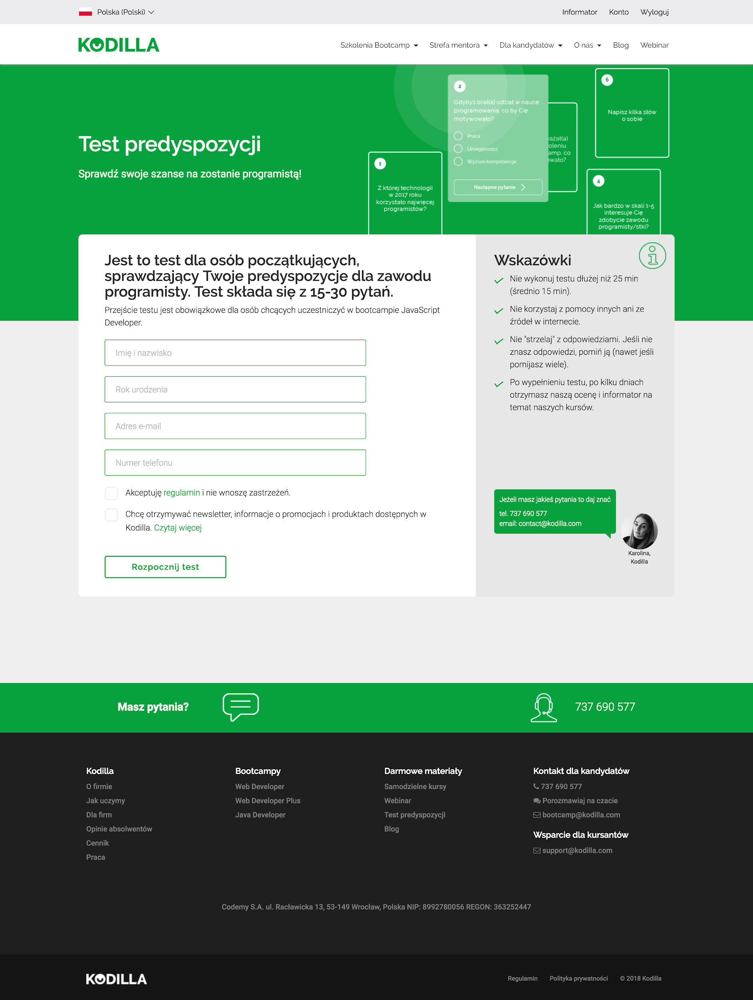 Polska (Polski)
Informator Konto Wyloguj
KODILLA
Szkolenia Bootcamp Strefa mentora Dla kandydatów O nas Blog Webinar
Test predyspozycji
Sprawdź swoje szanse na zostanie programistą!
1
Z której technologii
w 2017 roku
korzystało najwięcej
programistów?
2
Gdybyś brał(a) udział w nauce
programowania, co by Cię
motywowało?
Praca
Umiejętności
Wyższe kompetencje
Następne pytanie
6
Napisz kilka słów
o sobie
4
Jak bardzo w skali 1-5
interesuje Cię
zdobycie zawodu
programisty/stki?
Jest to test dla osób początkujących,
sprawdzający Twoje predyspozycje dla zawodu
programisty. Test składa się z 15-30 pytań.
Przejście testu jest obowiązkowe dla osób chcących uczestniczyć w bootcampie JavaScript
Developer.
Imię i nazwisko
Rok urodzenia
Adres e-mail
Numer telefonu
Akceptuję regulamin i nie wnoszę zastrzeżeń.
Chcę otrzymywać newsletter, informacje o promocjach i produktach dostępnych w
Kodilla. Czytaj więcej
Rozpocznij test
Wskazówki
Nie wykonuj testu dłużej niż 25 min
(średnio 15 min).
Nie korzystaj z pomocy innych ani ze
źródeł w internecie.
Nie "strzelaj" z odpowiedziami. Jeśli nie
znasz odpowiedzi, pomiń ją (nawet jeśli
pomijasz wiele).
Po wypełnieniu testu, po kilku dniach
otrzymasz naszą ocenę i informator na
temat naszych kursów.
Jeżeli masz jakieś pytania to daj znać
tel. 737 690 577
email: contact@kodilla.com
Karolina,
Kodilla
Masz pytania?
737 690 577
Kodilla
O firmie
Jak uczymy
Dla firm
Opinie absolwentów
Cennik
Praca
Bootcampy
Web Developer
Web Developer Plus
Java Developer
Darmowe materiały
Samodzielne kursy
Webinar
Test predyspozycji
Blog
Kontakt dla kandydatów
737 690 577
Porozmawiaj na czacie
bootcamp@kodilla.com
Wsparcie dla kursantów
support@kodilla.com
Codemy S.A. ul. Racławicka 13, 53-149 Wrocław, Polska NIP: 8992780056 REGON: 363252447
KODILLA
Regulamin Polityka prywatności © 2018 Kodilla